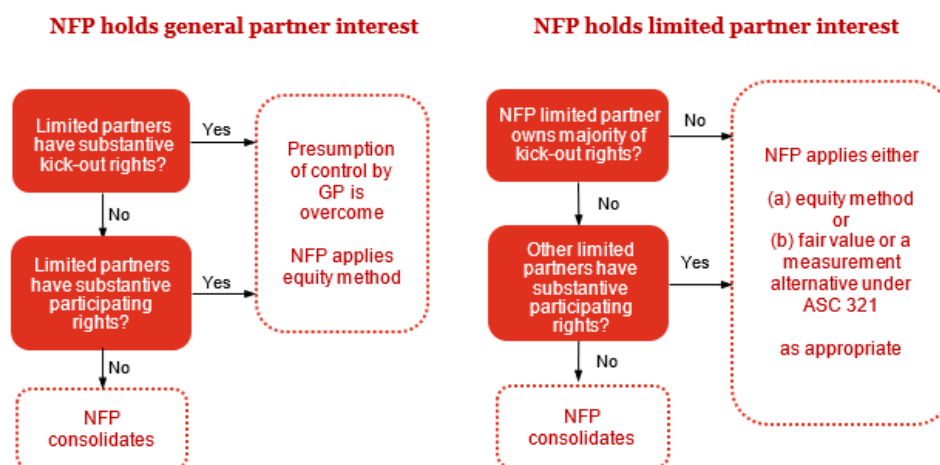 NFP holds general partner interest
Limited partners
have substantive
kick-out rights?
Yes
Presumption
of control by
GP is
overcome
NFP applies
equity method
No
Limited partners
have substantive
participating
rights?
Yes
No
NFP
consolidates
NFP holds limited partner interest
NFP limited partner
owns majority of
kick-out rights?
No
NFP applies either
(a) equity method
or
(b) fair value or a
measurement
alternative under
ASC 321
as appropriate
No
Other limited
partners have
substantive
participating
rights?
Yes
No
NFP
consolidates